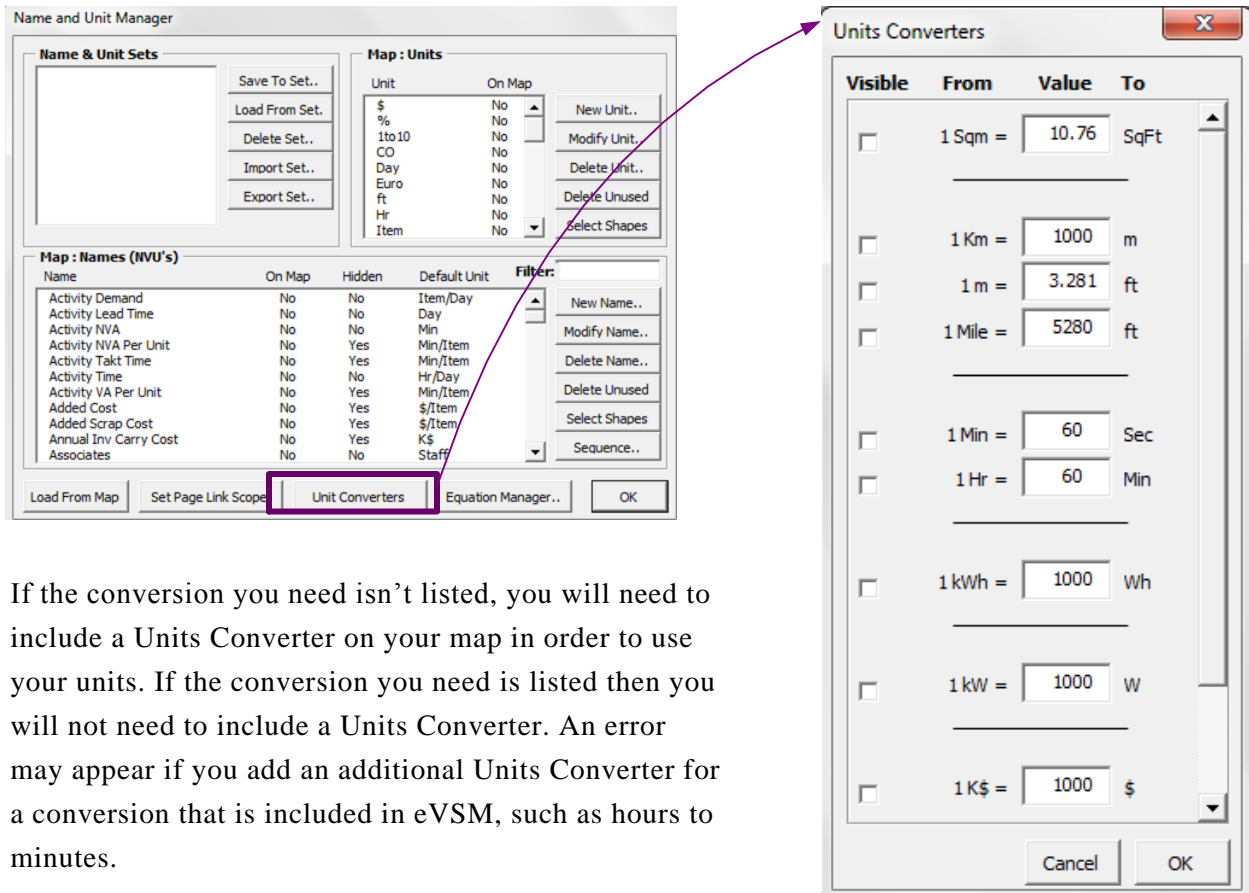 Name and Unit Manager
Name & Unit Sets
Save To Set..
Load From Set.
Delete Set..
Import Set..
Export Set..
Map : Units
Unit On Map
$ No
% No
1to10 No
CO No
Day No
Euro No
ft No
Hr No
Item No
New Unit..
Modify Unit..
Delete Unit..
Delete Unused
Select Shapes
Map : Names (NVU's)
Name On Map Hidden Default Unit Filter:
Activity Demand No No Item/Day
Activity Lead Time No No Day
Activity NVA No No Min
Activity NVA Per Unit No Yes Min/Item
Activity Takt Time No Yes Min/Item
Activity Time No No Hr/Day
Activity VA Per Unit No Yes Min/Item
Added Cost No Yes $/Item
Added Scrap Cost No Yes $/Item
Annual Inv Carry Cost No Yes K$
Associates No No Staff
New Name..
Modify Name..
Delete Name..
Delete Unused
Select Shapes
Sequence..
Load From Map Set Page Link Scope Unit Converters Equation Manager.. OK
If the conversion you need isn’t listed, you will need to
include a Units Converter on your map in order to use
your units. If the conversion you need is listed then you
will not need to include a Units Converter. An error
may appear if you add an additional Units Converter for
a conversion that is included in eVSM, such as hours to
minutes.
Units Converters
Visible From Value To
1 Sqm = 10.76 SqFt
1 Km = 1000 m
1 m = 3.281 ft
1 Mile = 5280 ft
1 Min = 60 Sec
1 Hr = 60 Min
1 kWh = 1000 Wh
1 kW = 1000 W
1 K$ = 1000 $
Cancel OK